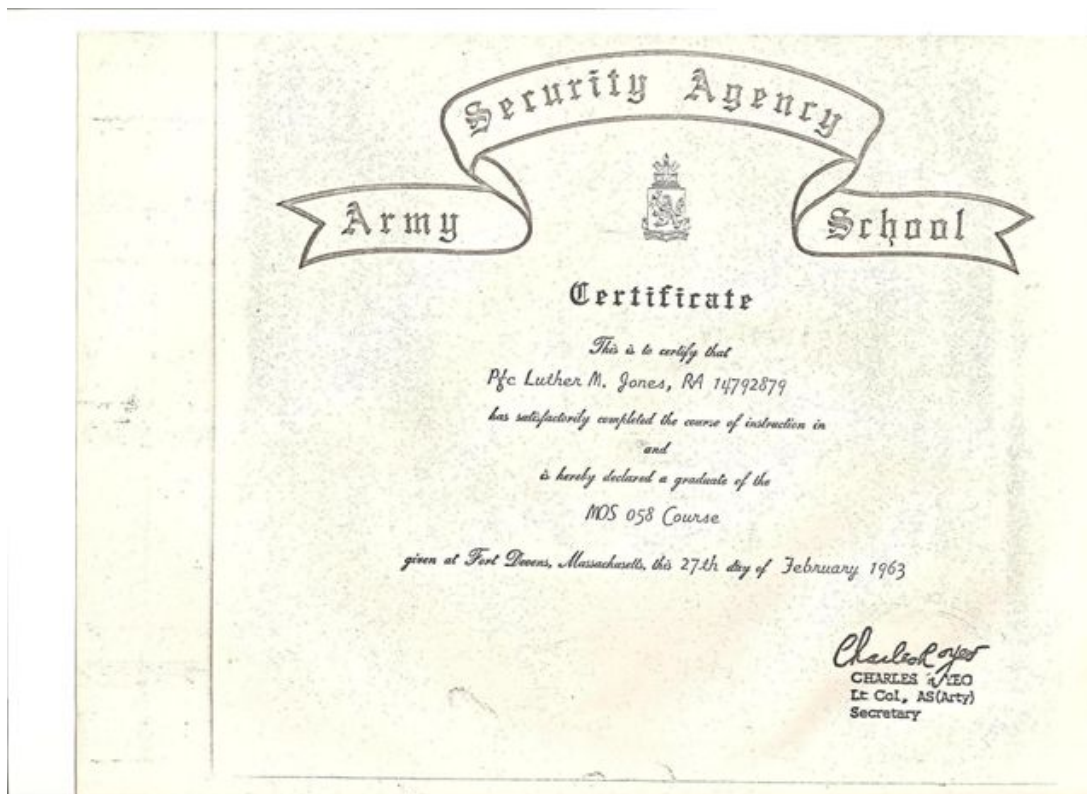 Army Security Agency School
Certificate
This is to certify that
Pfc Luther M. Jones, RA 14792879
has satisfactorily completed the course of instruction in
and
is hereby declared a graduate of the
MOS 058 Course
given at Fort Devens, Massachusetts, this 27th day of February 1963
CHARLES YEO
Lt Col., AS(Arty)
Secretary